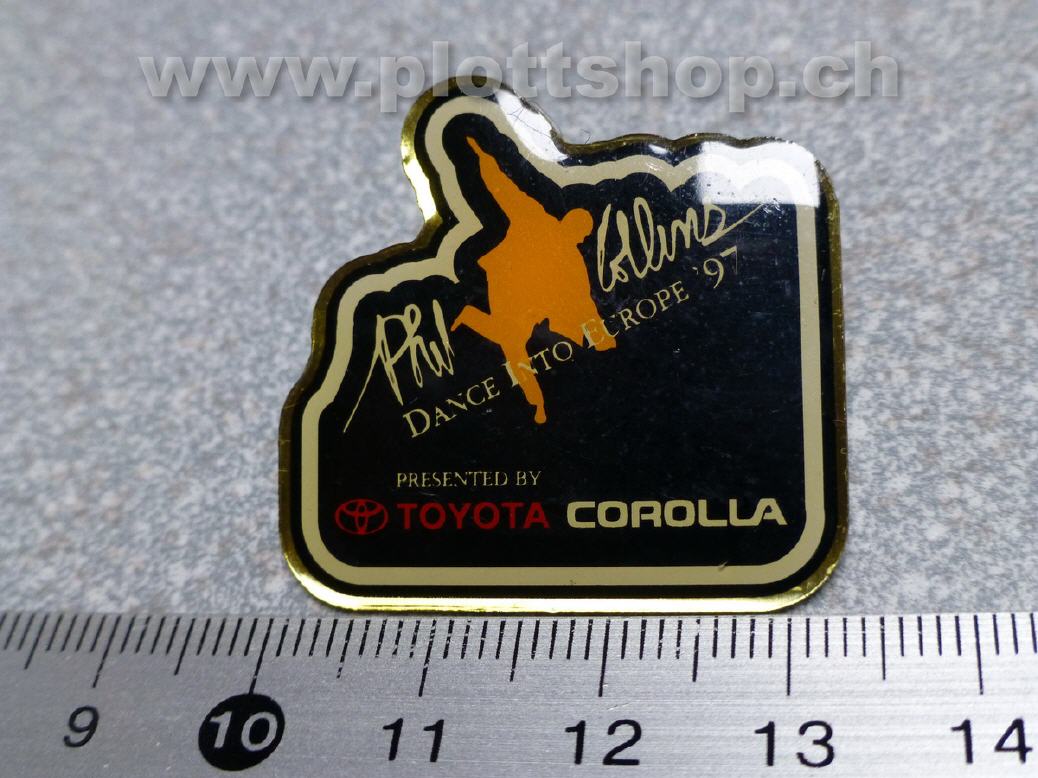 www.plottshop.ch
Phil Collins
DANCE INTO EUROPE '97
PRESENTED BY
TOYOTA COROLLA
9 10 11 12 13 14